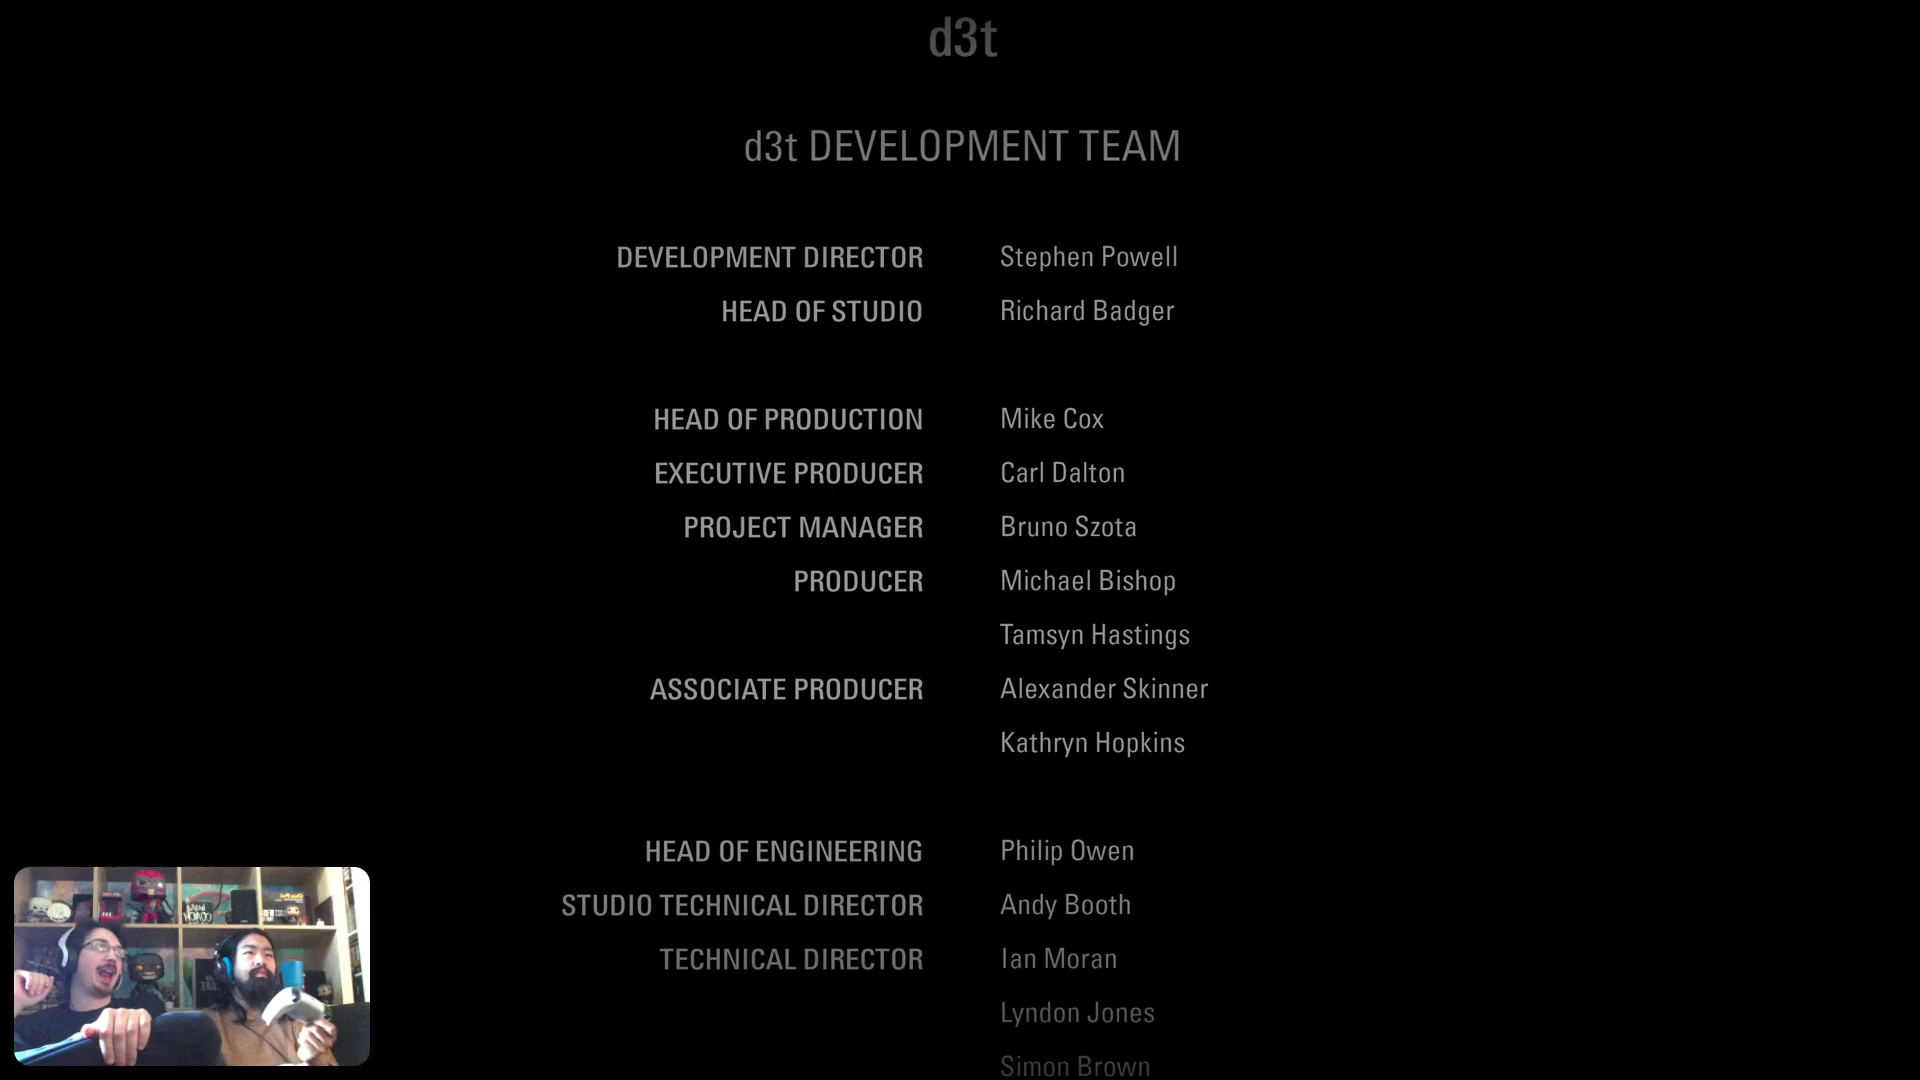 d3t
d3t DEVELOPMENT TEAM
DEVELOPMENT DIRECTOR Stephen Powell
HEAD OF STUDIO Richard Badger
HEAD OF PRODUCTION Mike Cox
EXECUTIVE PRODUCER Carl Dalton
PROJECT MANAGER Bruno Szota
PRODUCER Michael Bishop
Tamsyn Hastings
ASSOCIATE PRODUCER Alexander Skinner
Kathryn Hopkins
HEAD OF ENGINEERING Philip Owen
STUDIO TECHNICAL DIRECTOR Andy Booth
TECHNICAL DIRECTOR Ian Moran
Lyndon Jones
Simon Brown